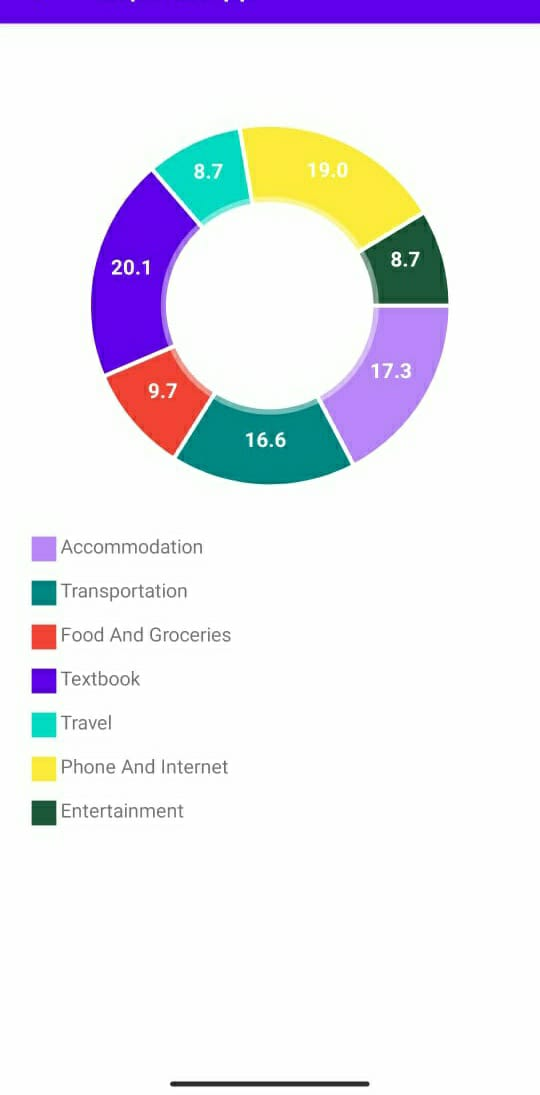 19.0
8.7
8.7
20.1
17.3
9.7
16.6
Accommodation
Transportation
Food And Groceries
Textbook
Travel
Phone And Internet
Entertainment